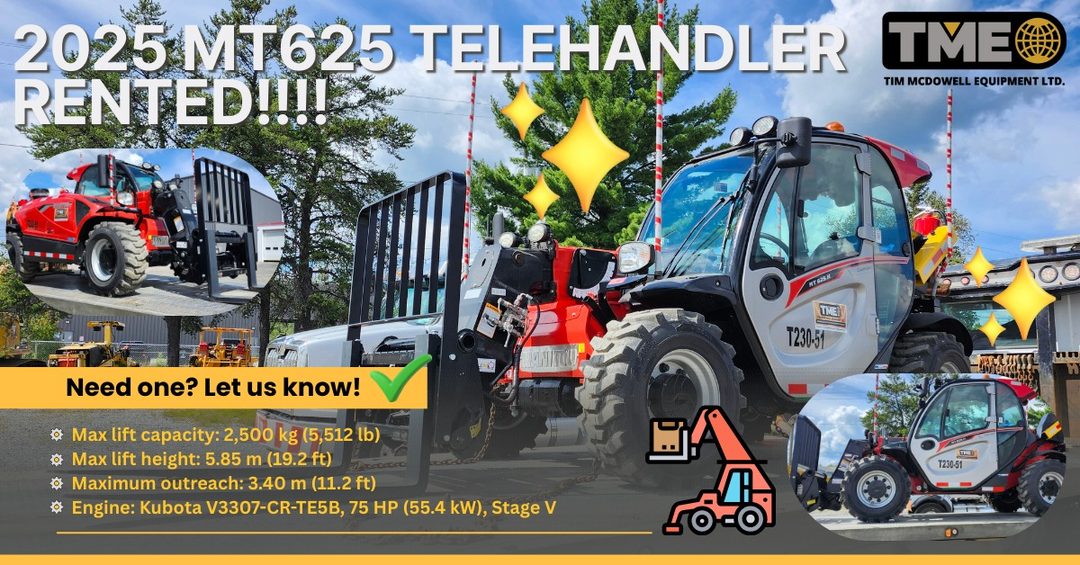 2025 MT625 TELEHANDLER
RENTED!!!!
TME
TIM MCDOWELL EQUIPMENT LTD.
MT 625 H
TME
T230-51
Need one? Let us know!
Max lift capacity: 2,500 kg (5,512 lb)
Max lift height: 5.85 m (19.2 ft)
Maximum outreach: 3.40 m (11.2 ft)
Engine: Kubota V3307-CR-TE5B, 75 HP (55.4 kW), Stage V
TME
T230-51